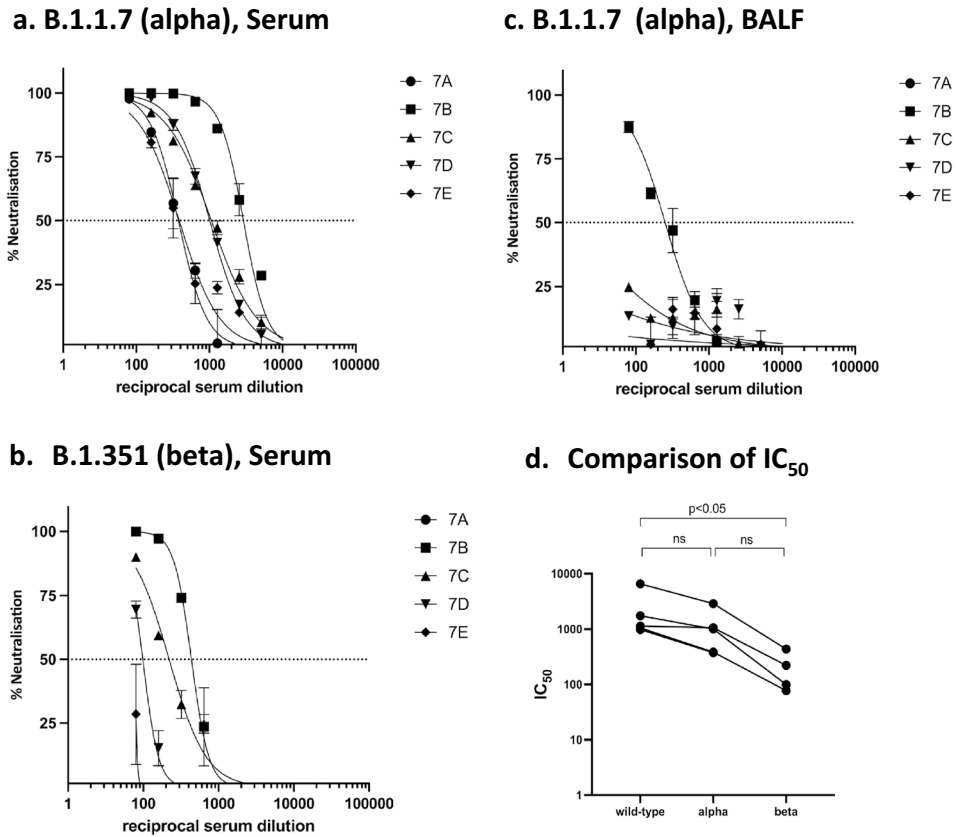 a. B.1.1.7 (alpha), Serum
100
75
50
25
% Neutralisation
1
10
100
1000
10000
100000
reciprocal serum dilution
7A
7B
7C
7D
7E
c. B.1.1.7 (alpha), BALF
100
75
50
25
% Neutralisation
1
10
100
1000
10000
100000
reciprocal serum dilution
7A
7B
7C
7D
7E
b. B.1.351 (beta), Serum
100
75
50
25
% Neutralisation
1
100
1000
10000
100000
reciprocal serum dilution
7A
7B
7C
7D
7E
d. Comparison of IC50
p<0.05
ns
ns
10000
1000
100
10
1
IC50
wild-type
alpha
beta